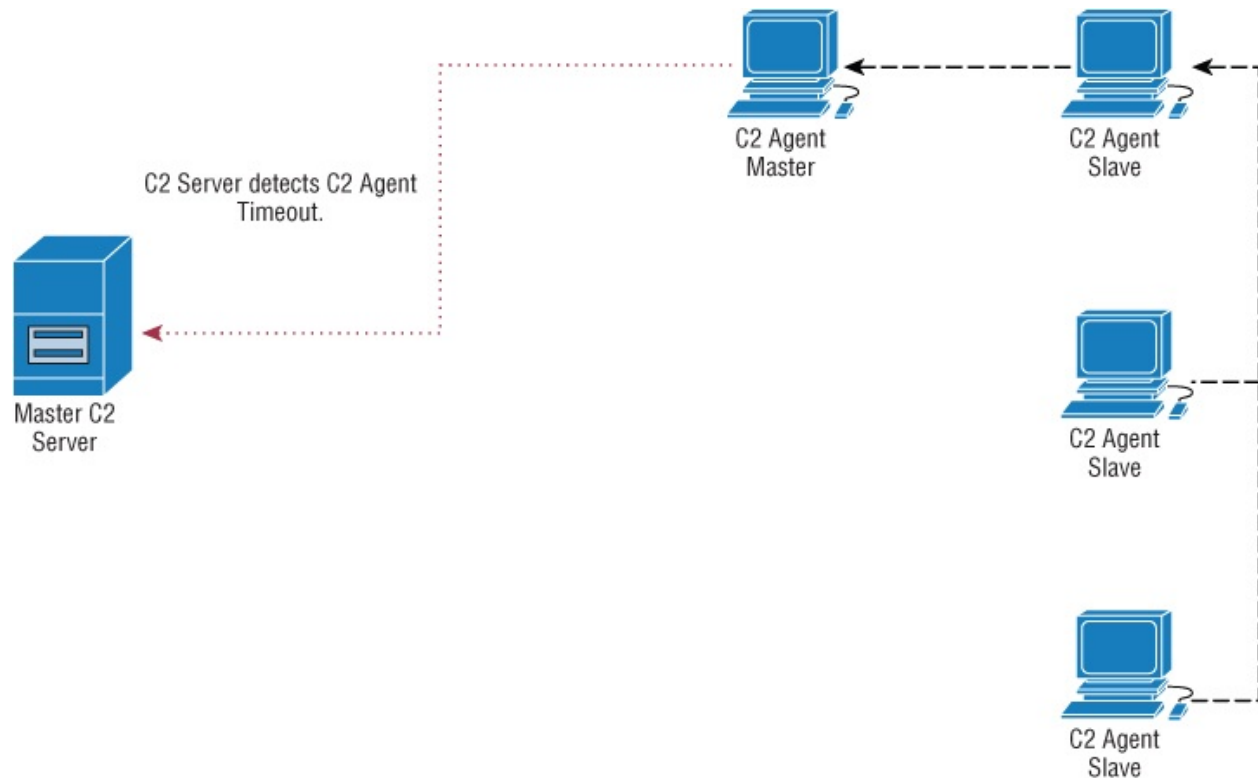 C2 Agent
Master
C2 Agent
Slave
C2 Server detects C2 Agent
Timeout.
Master C2
Server
C2 Agent
Slave
C2 Agent
Slave